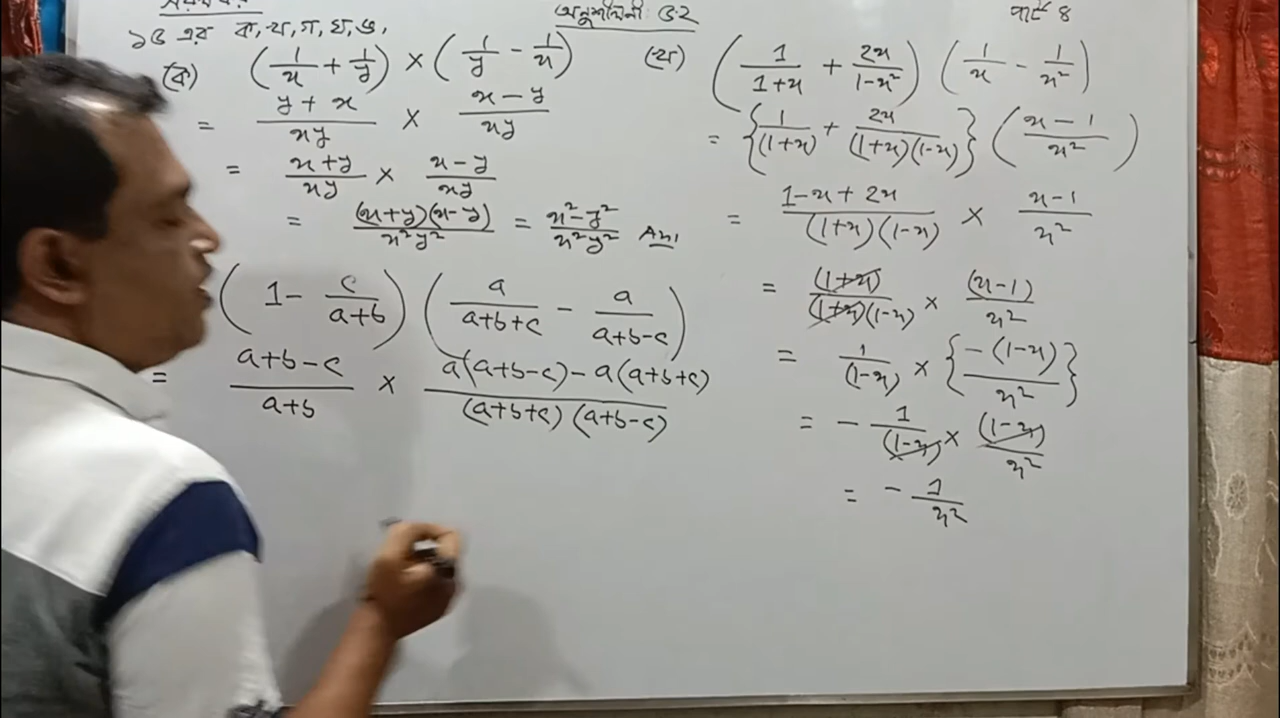 ১৬ এর ক, খ, গ, ঘ, ঙ,
অনুশীলনী ৫.২
পার্ট ৪
(ক) (1/x + 1/y) × (1/y - 1/x)
= (y + x)/xy × (x - y)/xy
= (x + y)/xy × (x - y)/xy
= (x+y)(x-y)/x²y² = (x²-y²)/x²y² Ans
(1 - c/(a+b)) (a/(a+b+c) - a/(a+b-c))
= (a+b-c)/(a+b) × (a(a+b-c) - a(a+b+c))/((a+b+c)(a+b-c))
(খ) (1/(1+x) + 2x/(1-x²)) (1/x - 1/x²)
= {1/(1+x) + 2x/((1+x)(1-x))} ((x-1)/x²)
= (1-x+2x)/((1+x)(1-x)) × (x-1)/x²
= (1+x)/((1+x)(1-x)) × (x-1)/x²
= 1/(1-x) × {-(1-x)/x²}
= - 1/(1-x) × (1-x)/x²
= - 1/x²